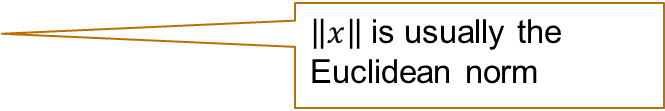 ‖𝑥‖ is usually the
Euclidean norm